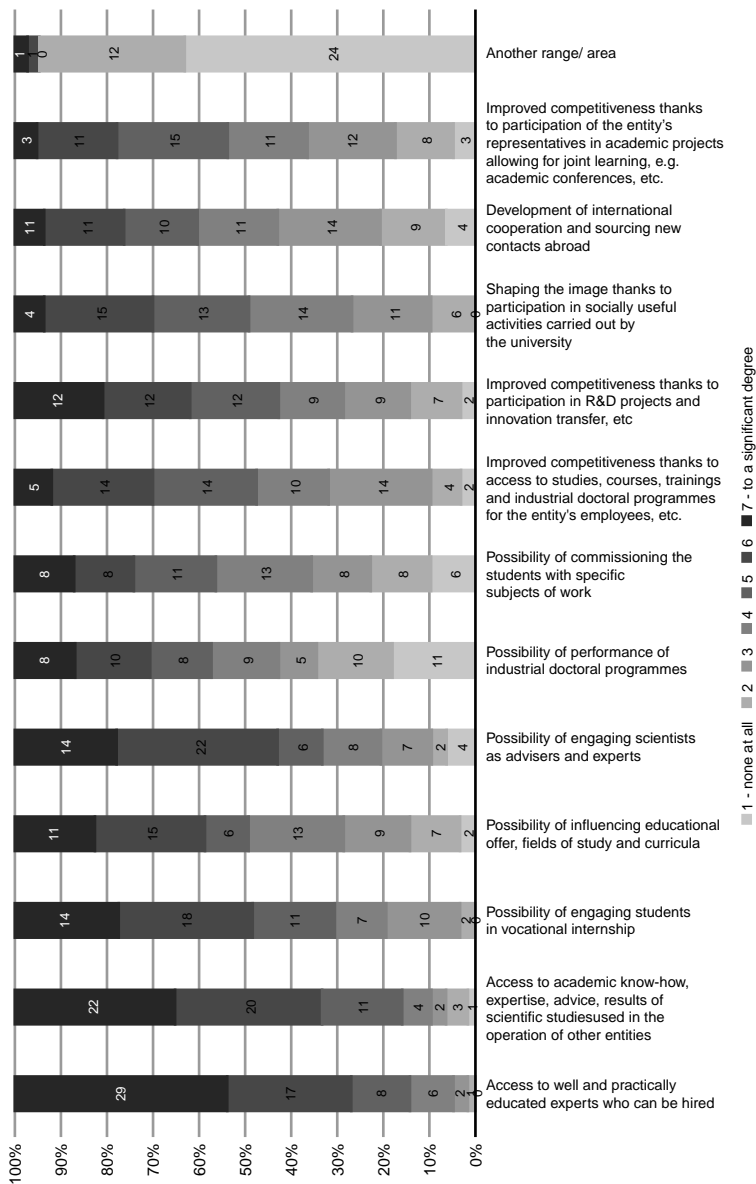 1 1 0 12 24
Another range/ area
3 11 15 11 12 8 3
Improved competitiveness thanks
to participation of the entity's
representatives in academic projects
allowing for joint learning, e.g.
academic conferences, etc.
11 11 10 11 14 9 4
Development of international
cooperation and sourcing new
contacts abroad
4 15 13 14 11 6 0
Shaping the image thanks to
participation in socially useful
activities carried out by
the university
12 12 12 9 9 7 2
Improved competitiveness thanks to
participation in R&D projects and
innovation transfer, etc
5 14 14 10 14 4 2
Improved competitiveness thanks to
access to studies, courses, trainings
and industrial doctoral programmes
for the entity's employees, etc.
8 8 11 13 8 8 6
Possibility of commissioning the
students with specific
subjects of work
8 10 8 9 5 10 11
Possibility of performance of
industrial doctoral programmes
14 22 6 8 7 2 4
Possibility of engaging scientists
as advisers and experts
11 15 6 13 9 7 2
Possibility of influencing educational
offer, fields of study and curricula
14 18 11 7 10 2 0
Possibility of engaging students
in vocational internship
22 20 11 4 2 3 1
Access to academic know-how,
expertise, advice, results of
scientific studiesused in the
operation of other entities
29 17 8 6 2 1 0
Access to well and practically
educated experts who can be hired
100% 90% 80% 70% 60% 50% 40% 30% 20% 10% 0%
1 - none at all 2 3 4 5 6 7 - to a significant degree